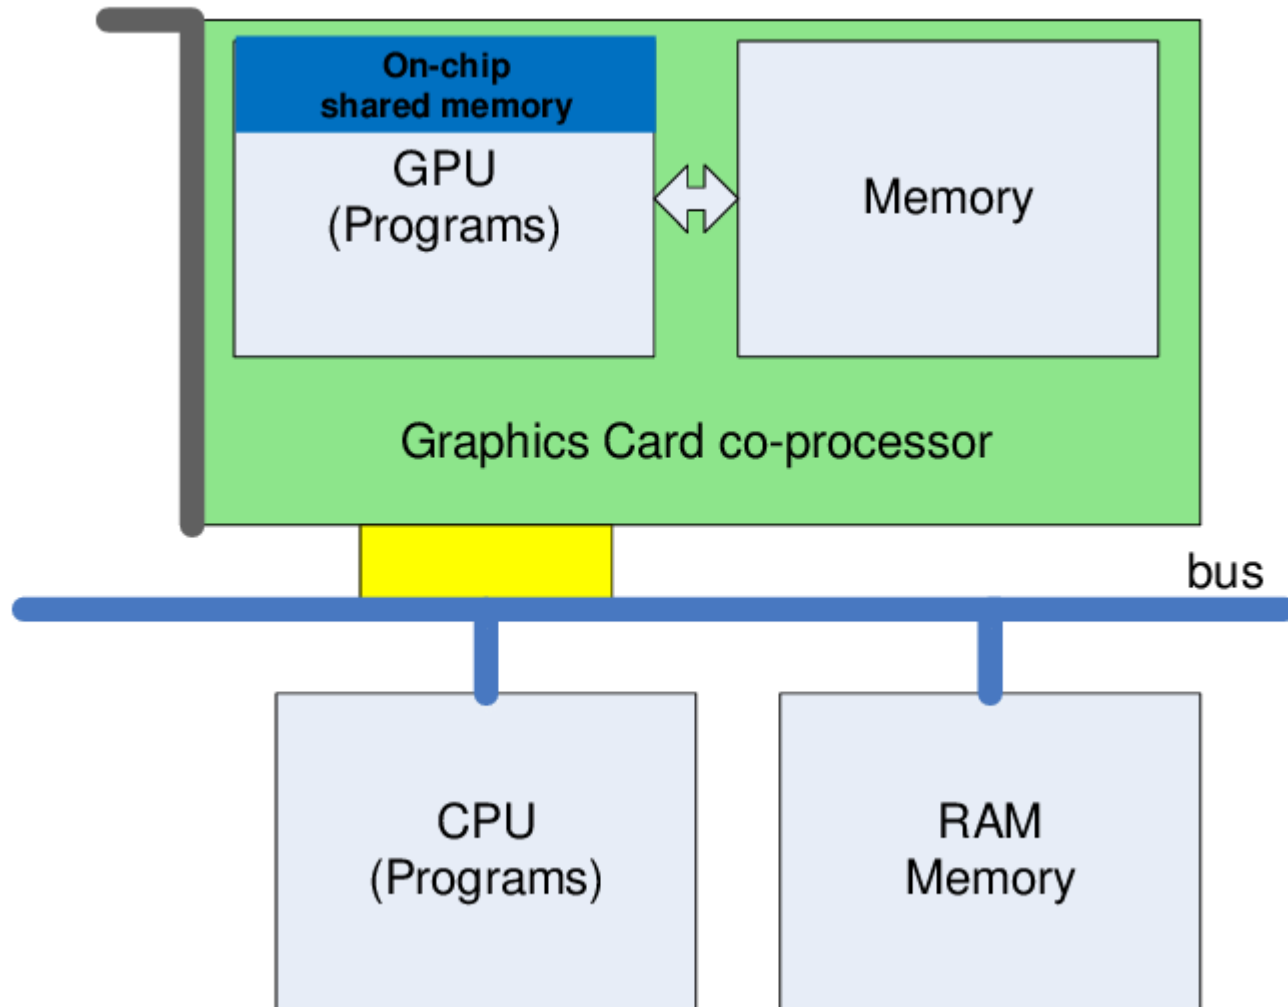 On-chip
shared memory
GPU
(Programs)
Memory
Graphics Card co-processor
bus
CPU
(Programs)
RAM
Memory